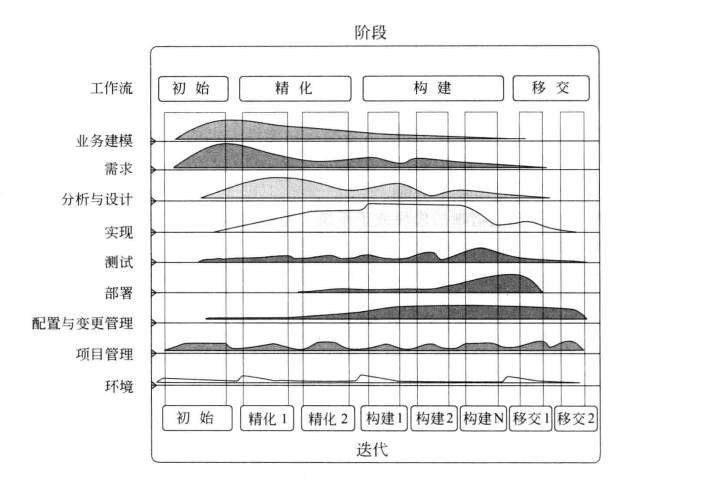 阶段
工作流
初始
精化
构建
移交
业务建模
需求
分析与设计
实现
测试
部署
配置与变更管理
项目管理
环境
初始
精化1
精化2
构建1
构建2
构建N
移交1
移交2
迭代